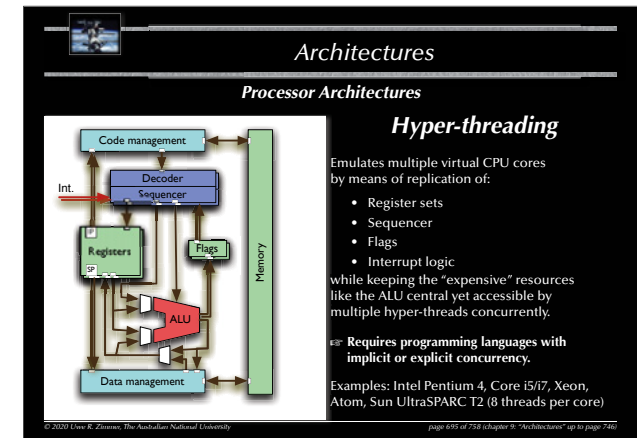 Architectures
Processor Architectures
Hyper-threading
Emulates multiple virtual CPU cores
by means of replication of:
• Register sets
• Sequencer
• Flags
• Interrupt logic
while keeping the “expensive” resources
like the ALU central yet accessible by
multiple hyper-threads concurrently.
☞ Requires programming languages with
implicit or explicit concurrency.
Examples: Intel Pentium 4, Core i5/i7, Xeon,
Atom, Sun UltraSPARC T2 (8 threads per core)
Code management
Decoder
Int.
Sequencer
IP
Registers
Flags
SP
Memory
ALU
Data management
© 2020 Uwe R. Zimmer, The Australian National University
page 695 of 758 (chapter 9: “Architectures” up to page 746)